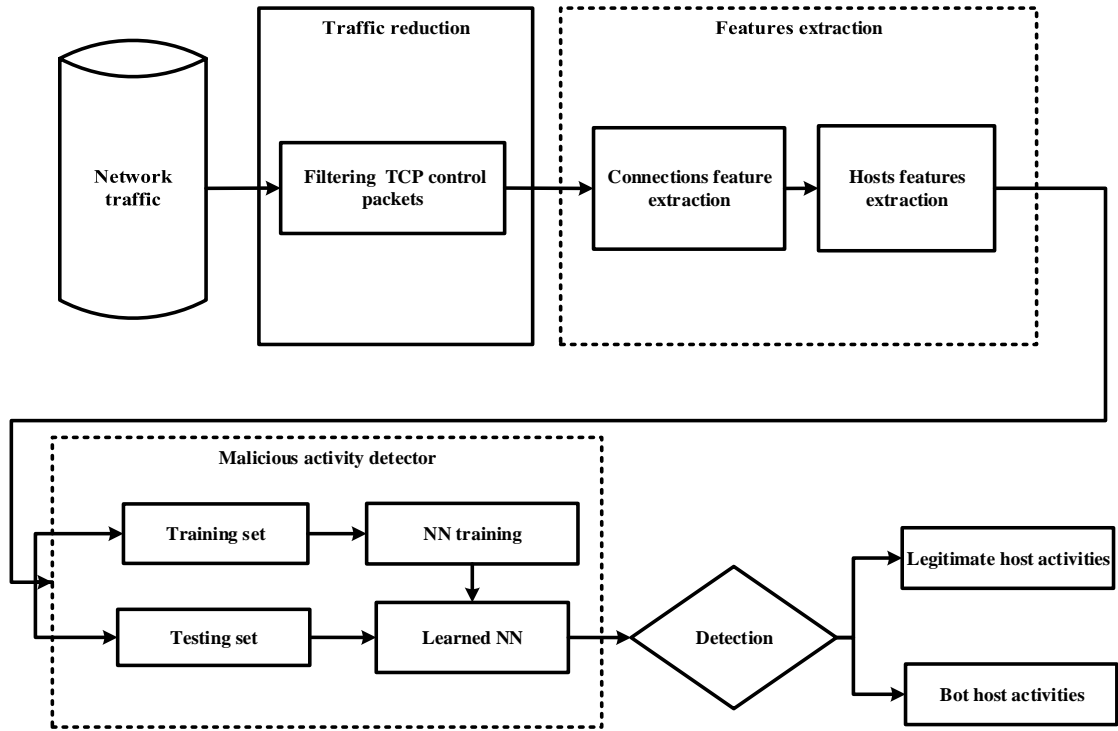 Traffic reduction
Features extraction
Network
traffic
Filtering TCP control
packets
Connections feature
extraction
Hosts features
extraction
Malicious activity detector
Training set
NN training
Testing set
Learned NN
Detection
Legitimate host activities
Bot host activities